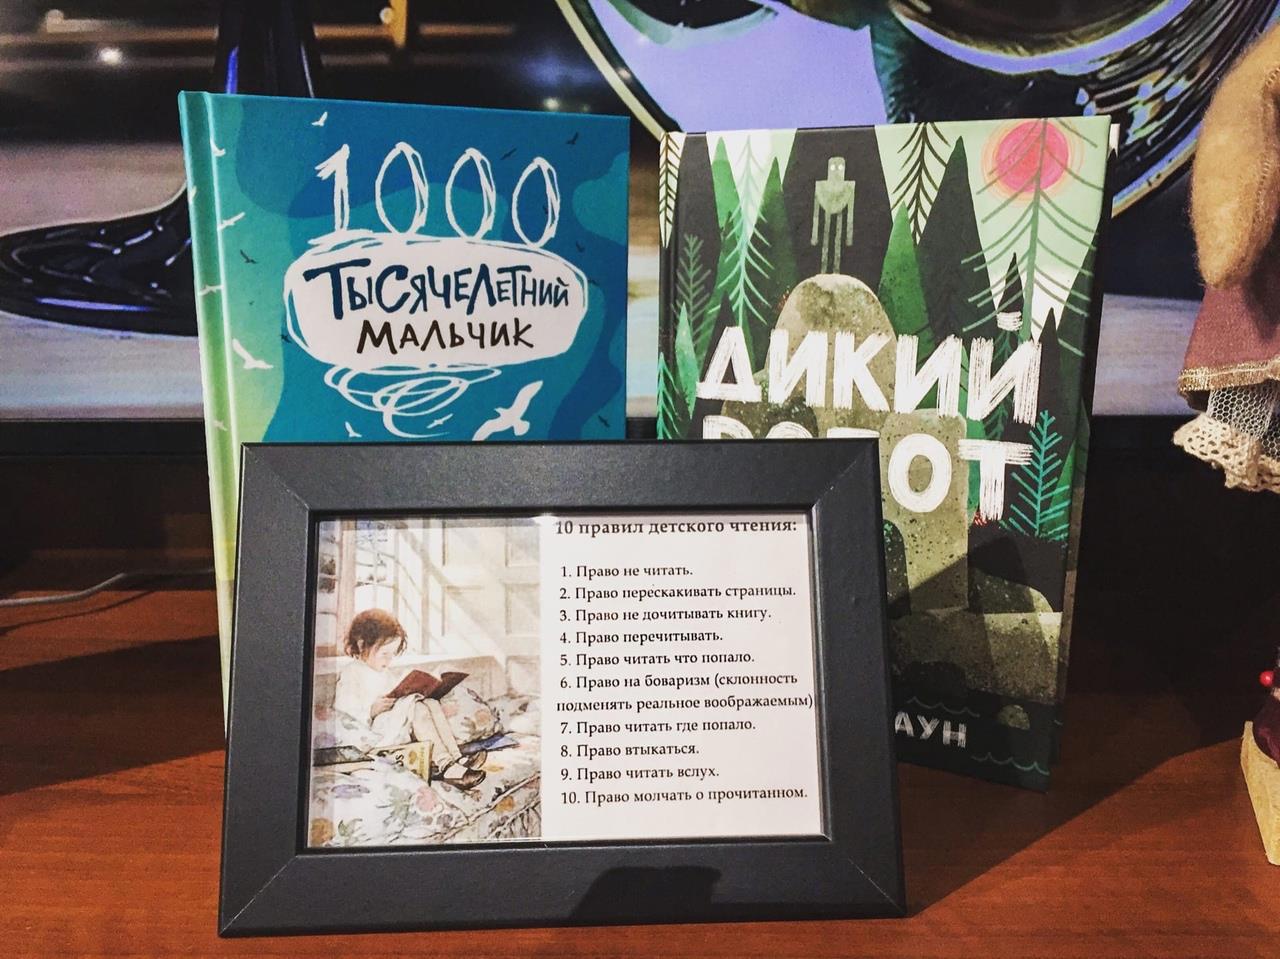 1000
ТЫСЯЧЕЛЕТНИЙ
МАЛЬЧИК
ДИКИЙ
РОБОТ
АУН
10 правил детского чтения:
1. Право не читать.
2. Право перескакивать страницы.
3. Право не дочитывать книгу.
4. Право перечитывать.
5. Право читать что попало.
6. Право на боваризм (склонность
подменять реальное воображаемым)
7. Право читать где попало.
8. Право втыкаться.
9. Право читать вслух.
10. Право молчать о прочитанном.